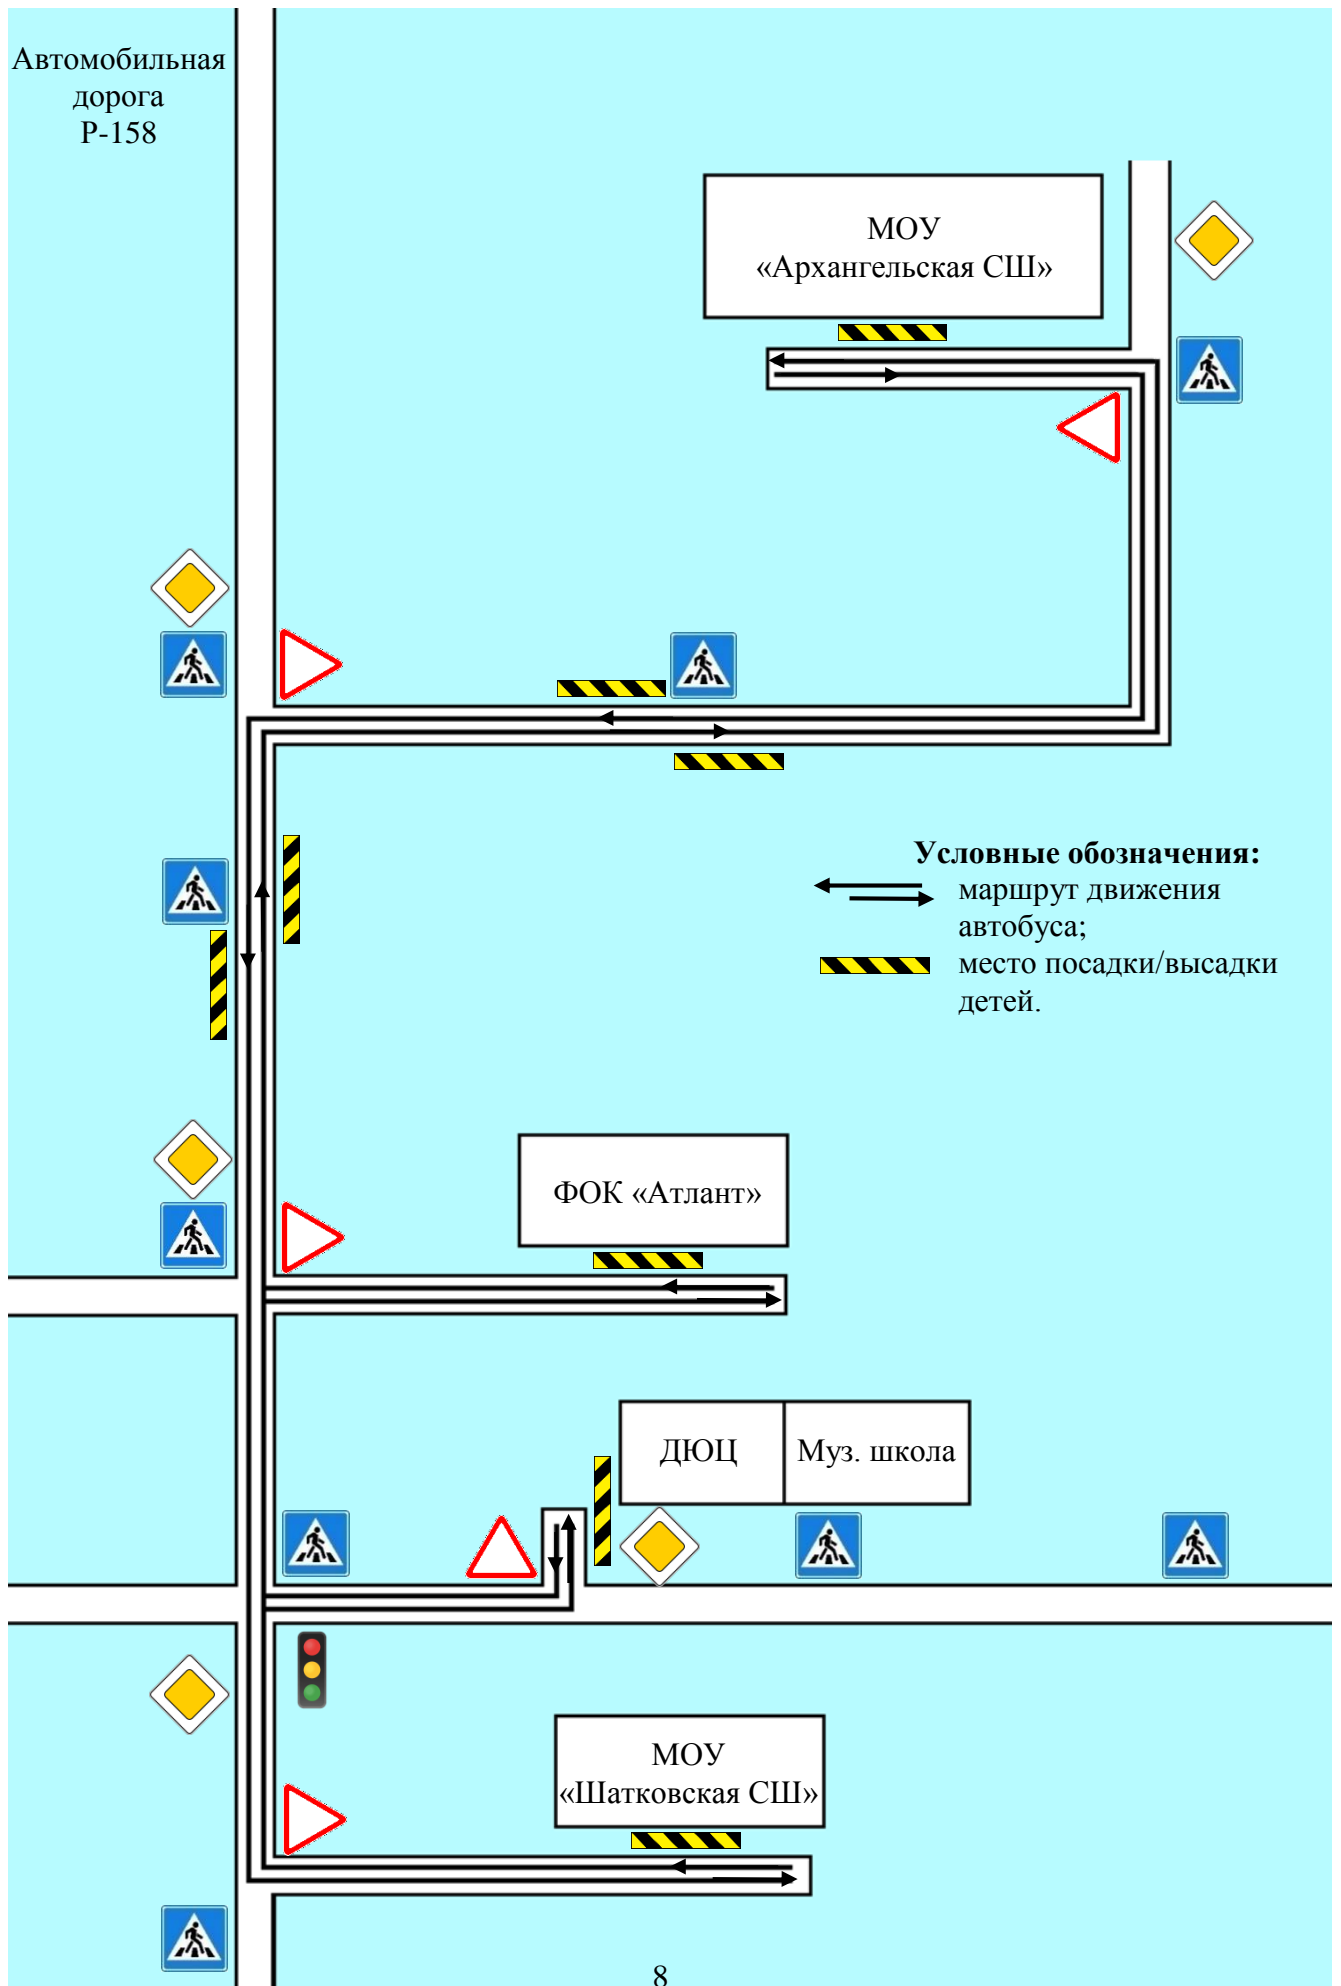 Автомобильная
дорога
Р-158
МОУ
«Архангельская СШ»
Условные обозначения:
маршрут движения
автобуса;
место посадки/высадки
детей.
ФОК «Атлант»
ДЮЦ
Муз. школа
МОУ
«Шатковская СШ»
8